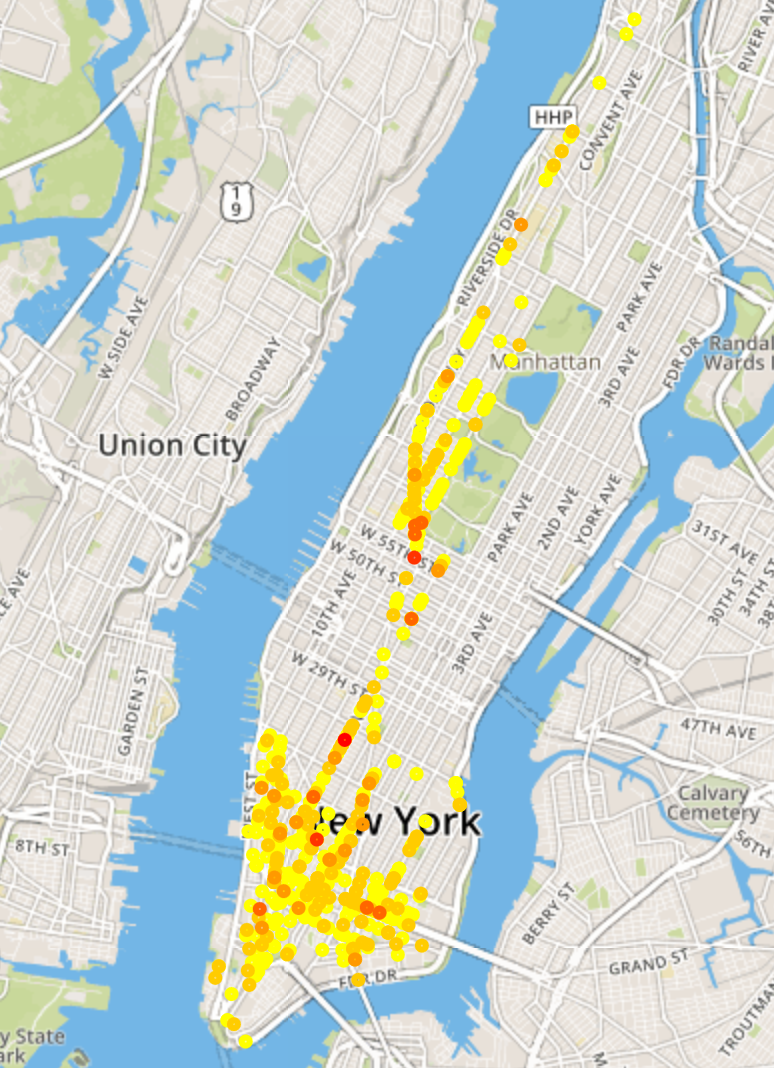 RIVER AV
HHP
CONVENT AVE
1
9
RIVERSIDE DR
W SIDE AVE
PARK AVE
BROADWAY
Manhattan
Randal
Wards I
3RD AVE
FDR DR
Union City
PARK AVE
2ND AVE
YORK AVE
W 55TH ST
W 50TH ST
31ST AVE
30TH ST
34TH ST
38
LE AVE
10TH AVE
3RD AVE
W 29TH ST
GARDEN ST
47TH AVE
EST ST
New York
Calvary
Cemetery
56TH
8TH ST
BERRY ST
GRAND ST
FDR DR
TROUTMAN
y State
ark
M